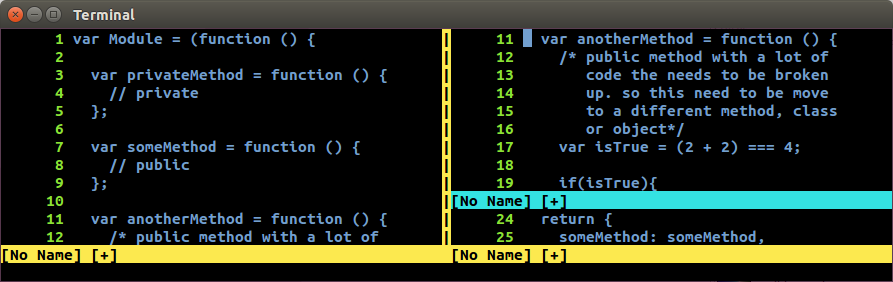 Terminal
1 var Module = (function () {
2
3   var privateMethod = function () {
4     // private
5   };
6
7   var someMethod = function () {
8     // public
9   };
10
11   var anotherMethod = function () {
12     /* public method with a lot of
[No Name] [+]
11   var anotherMethod = function () {
12     /* public method with a lot of
13        code the needs to be broken
14        up. so this need to be move
15        to a different method, class
16        or object*/
17     var isTrue = (2 + 2) === 4;
18
19     if(isTrue){
[No Name] [+]
24   return {
25     someMethod: someMethod,
[No Name] [+]